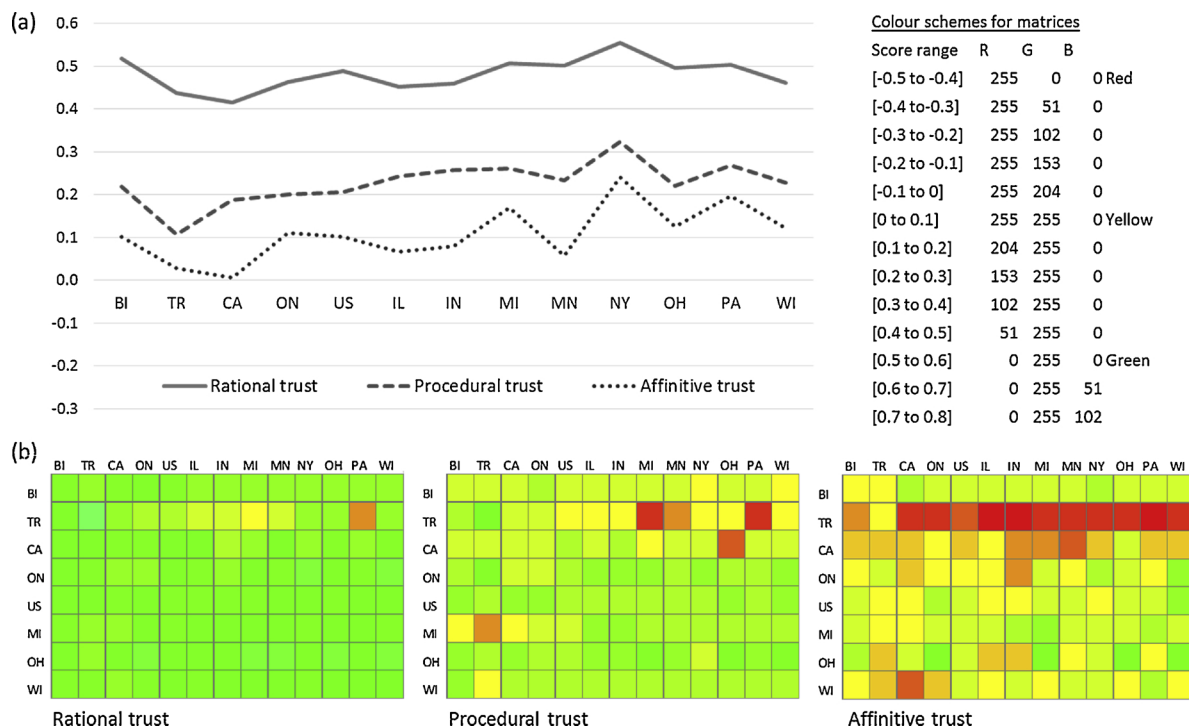 (a)
0.6
0.5
0.4
0.3
0.2
0.1
0.0
BI TR CA ON US IL IN MI MN NY OH PA WI
-0.1
-0.2
Rational trust Procedural trust Affinitive trust
-0.3
Colour schemes for matrices
Score range R G B
[-0.5 to -0.4] 255 0 0 Red
[-0.4 to-0.3] 255 51 0
[-0.3 to -0.2] 255 102 0
[-0.2 to -0.1] 255 153 0
[-0.1 to 0] 255 204 0
[0 to 0.1] 255 255 0 Yellow
[0.1 to 0.2] 204 255 0
[0.2 to 0.3] 153 255 0
[0.3 to 0.4] 102 255 0
[0.4 to 0.5] 51 255 0
[0.5 to 0.6] 0 255 0 Green
[0.6 to 0.7] 0 255 51
[0.7 to 0.8] 0 255 102
(b)
BI TR CA ON US IL IN MI MN NY OH PA WI
BI
TR
CA
ON
US
MI
OH
WI
Rational trust
BI TR CA ON US IL IN MI MN NY OH PA WI
BI
TR
CA
ON
US
MI
OH
WI
Procedural trust
BI TR CA ON US IL IN MI MN NY OH PA WI
BI
TR
CA
ON
US
MI
OH
WI
Affinitive trust